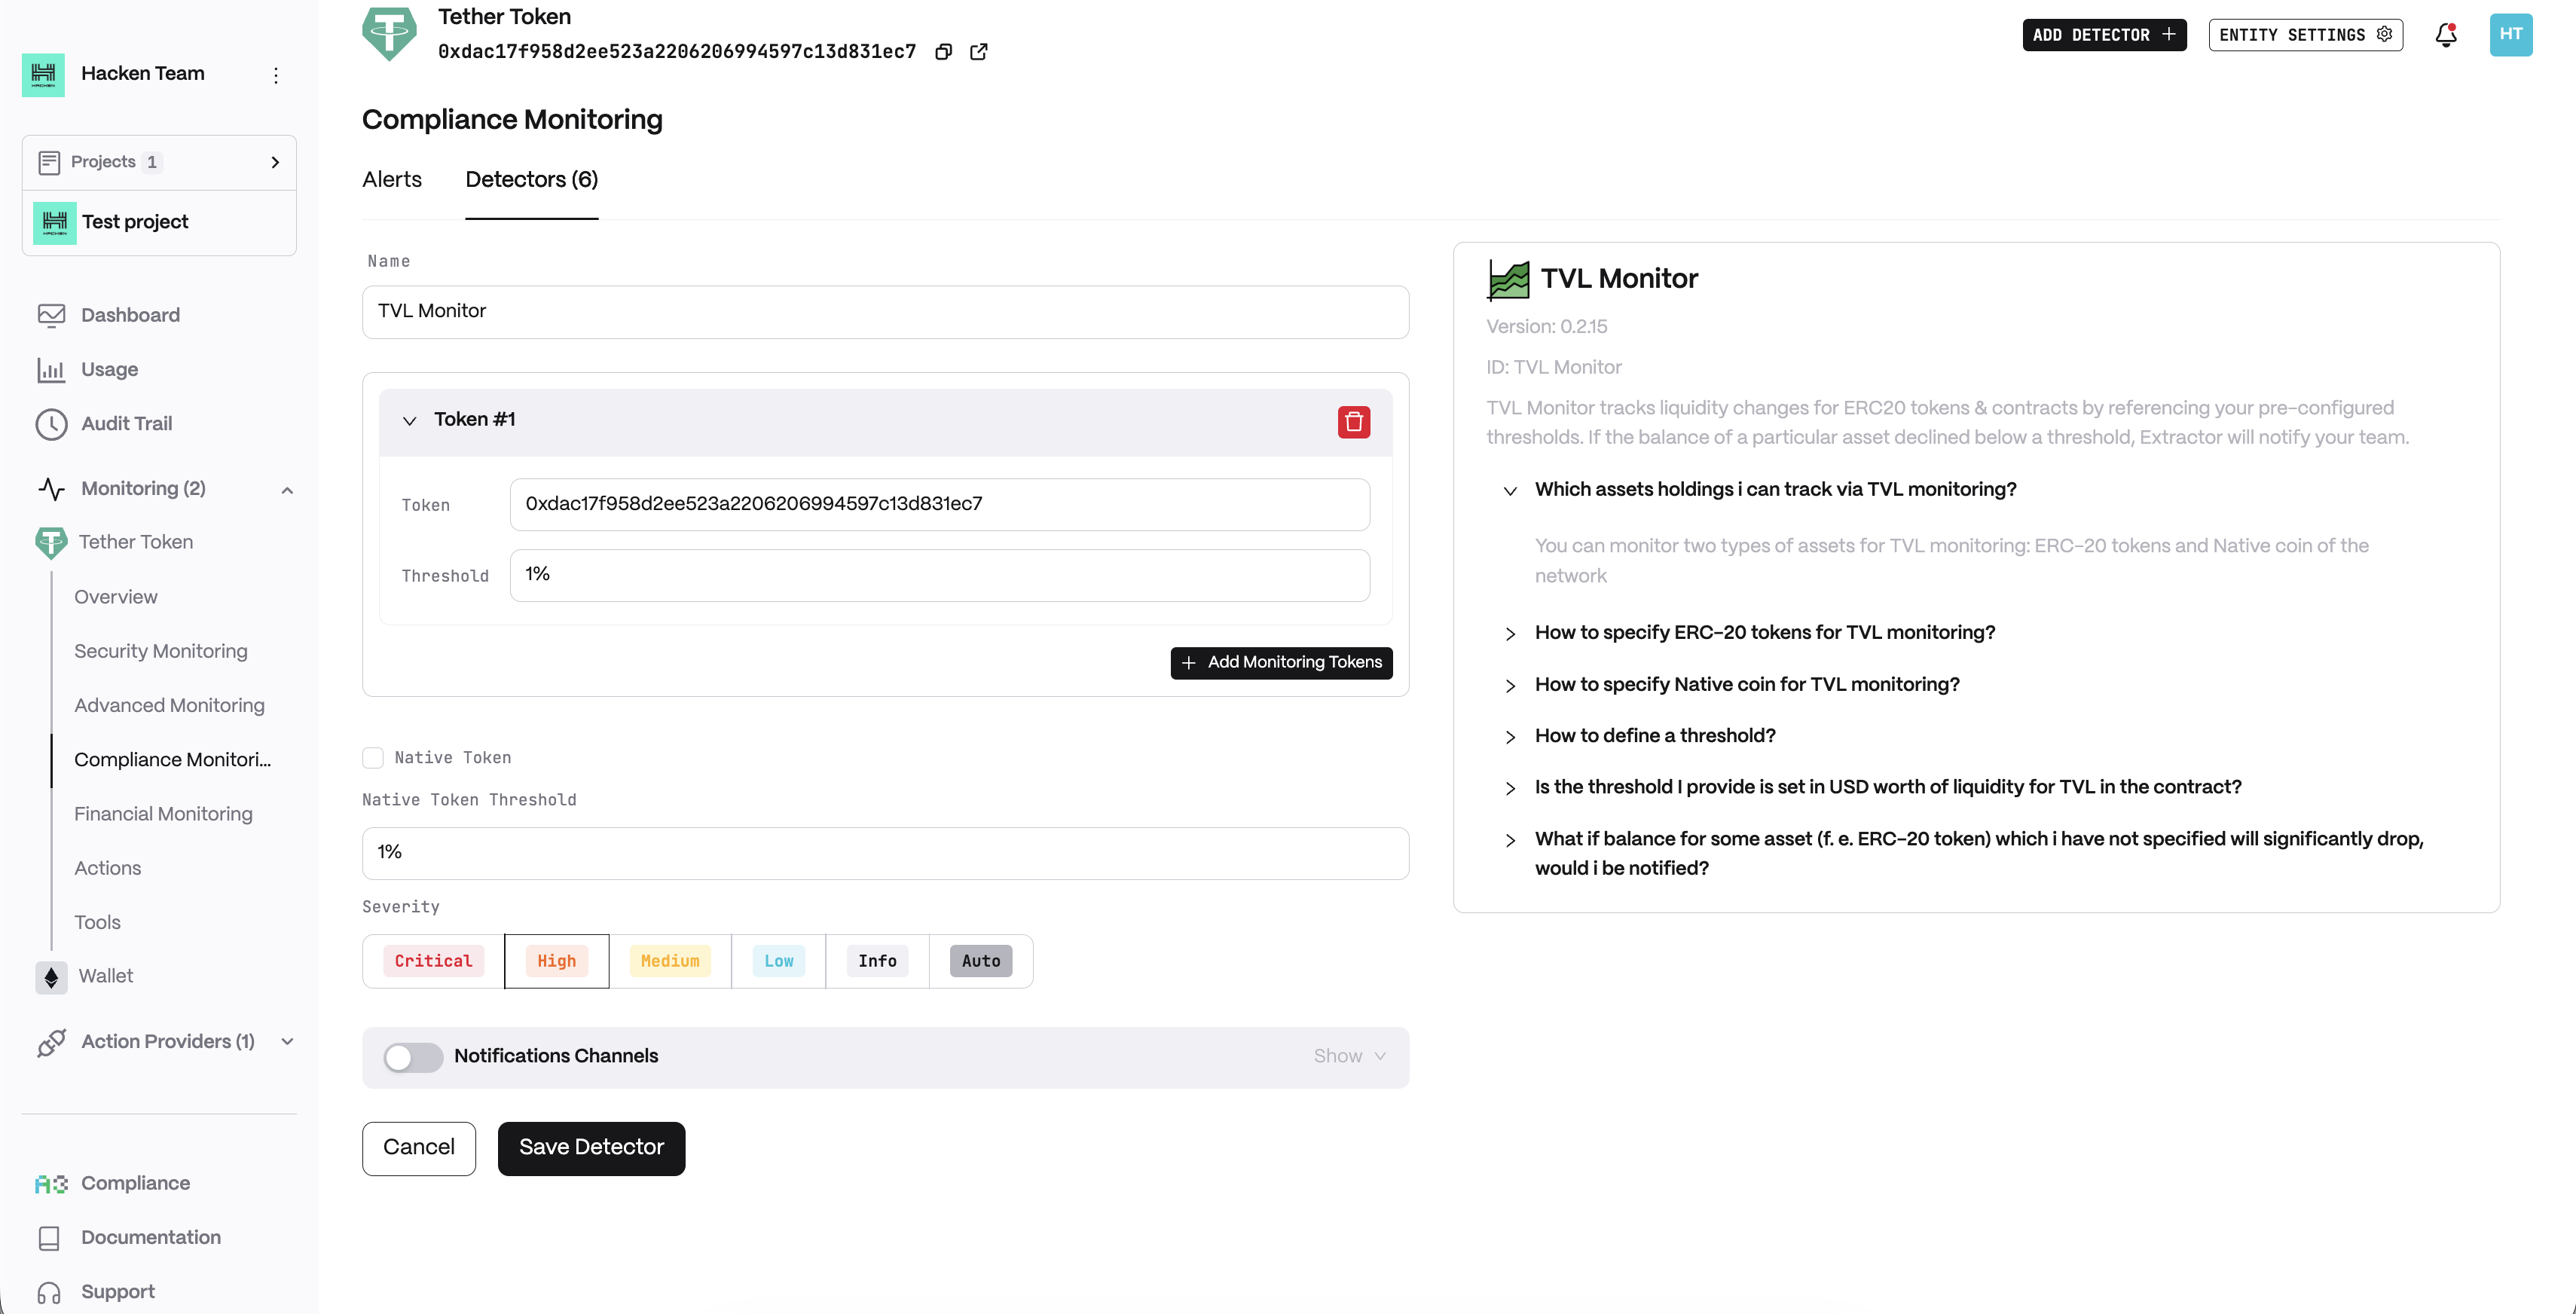 Hacken Team
Projects 1
Test project
Dashboard
Usage
Audit Trail
Monitoring (2)
Tether Token
Overview
Security Monitoring
Advanced Monitoring
Compliance Monitori...
Financial Monitoring
Actions
Tools
Wallet
Action Providers (1)
Compliance
Documentation
Support
Tether Token
0xdac17f958d2ee523a2206206994597c13d831ec7
ADD DETECTOR
ENTITY SETTINGS
HT
Compliance Monitoring
Alerts
Detectors (6)
Name
TVL Monitor
Token #1
Token
0xdac17f958d2ee523a2206206994597c13d831ec7
Threshold
1%
Add Monitoring Tokens
Native Token
Native Token Threshold
1%
Severity
Critical
High
Medium
Low
Info
Auto
Notifications Channels
Show
Cancel
Save Detector
TVL Monitor
Version: 0.2.15
ID: TVL Monitor
TVL Monitor tracks liquidity changes for ERC20 tokens & contracts by referencing your pre-configured
thresholds. If the balance of a particular asset declined below a threshold, Extractor will notify your team.
Which assets holdings i can track via TVL monitoring?
You can monitor two types of assets for TVL monitoring: ERC-20 tokens and Native coin of the
network
How to specify ERC-20 tokens for TVL monitoring?
How to specify Native coin for TVL monitoring?
How to define a threshold?
Is the threshold I provide is set in USD worth of liquidity for TVL in the contract?
What if balance for some asset (f. e. ERC-20 token) which i have not specified will significantly drop,
would i be notified?